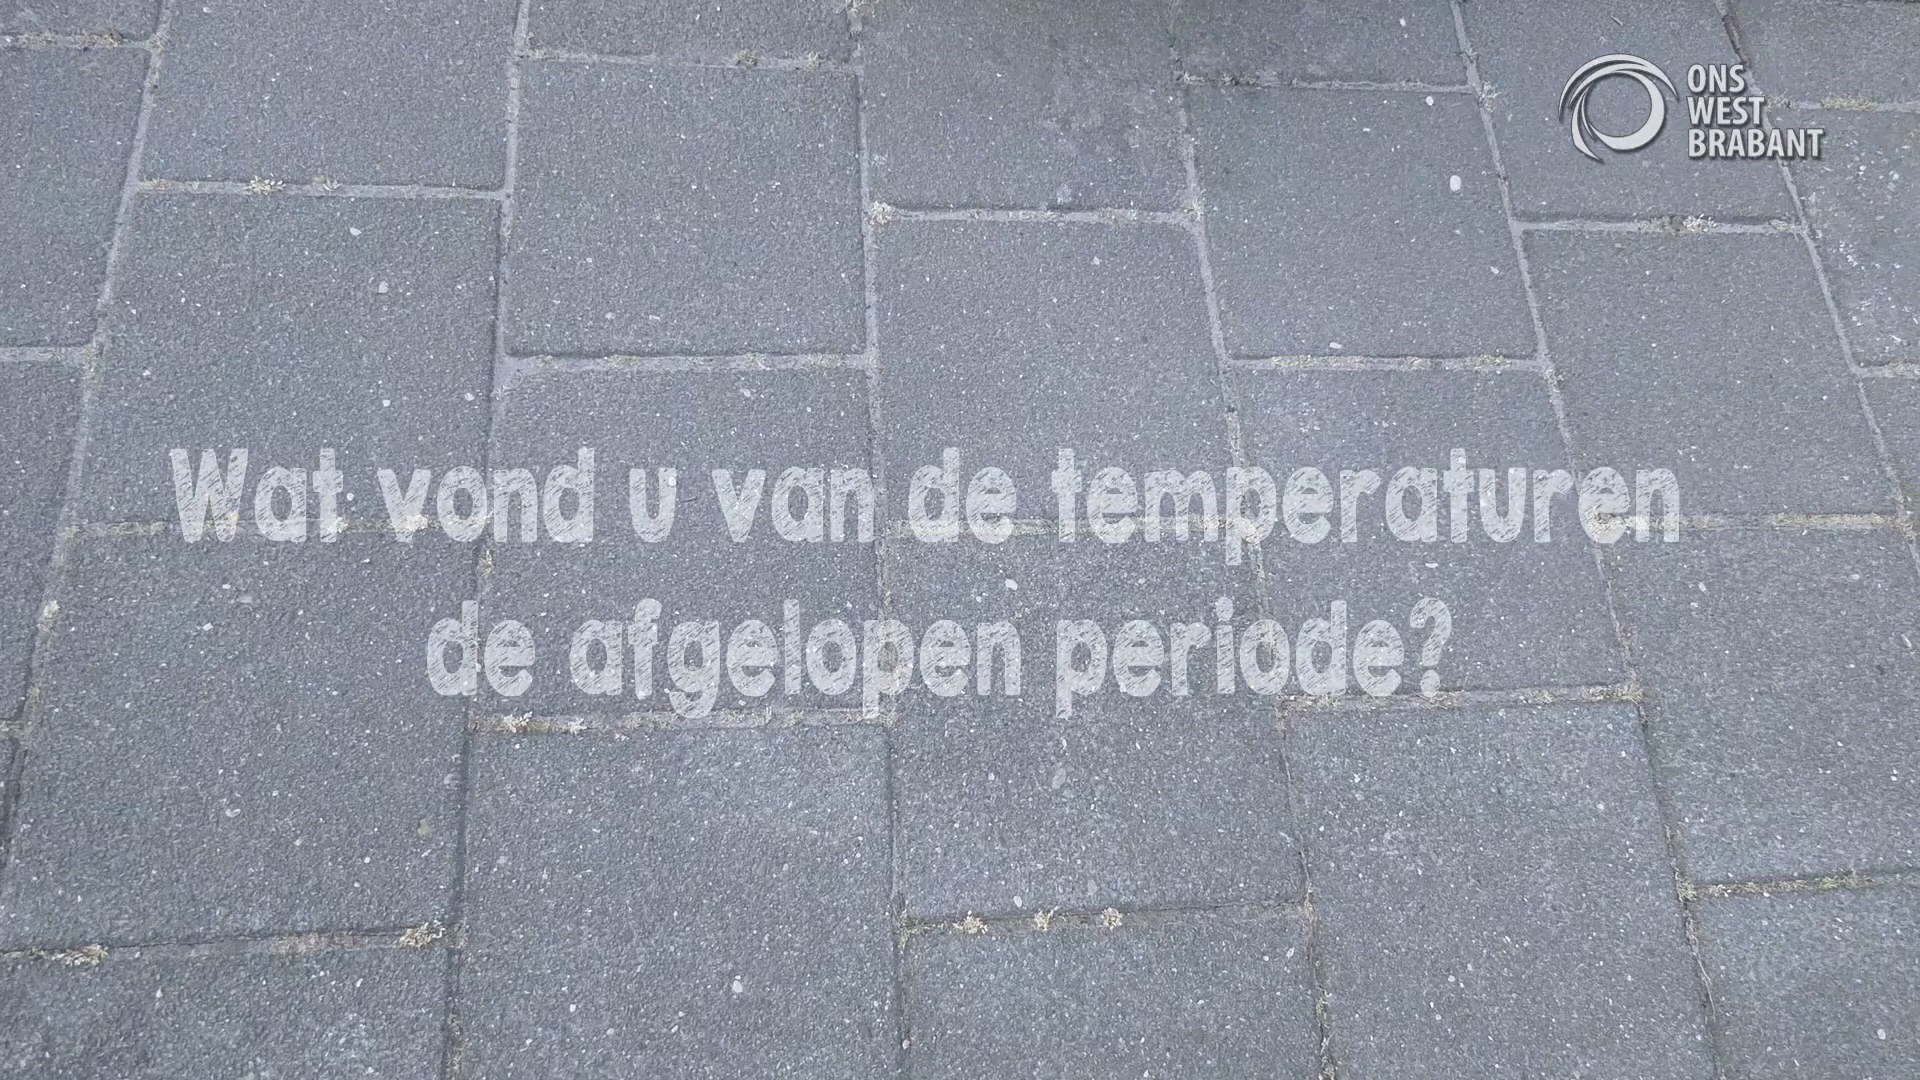 ONS
WEST
BRABANT
Wat vond u van de temperaturen
de afgelopen periode?